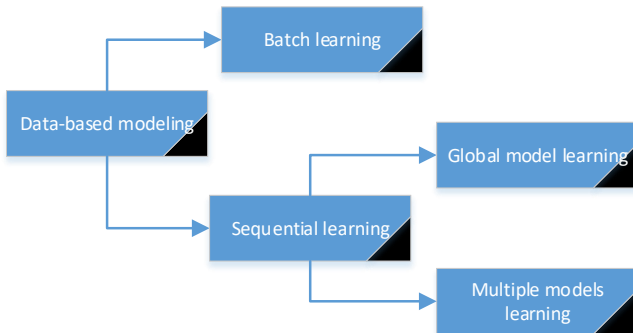 Batch learning
Data-based modeling
Global model learning
Sequential learning
Multiple models
learning